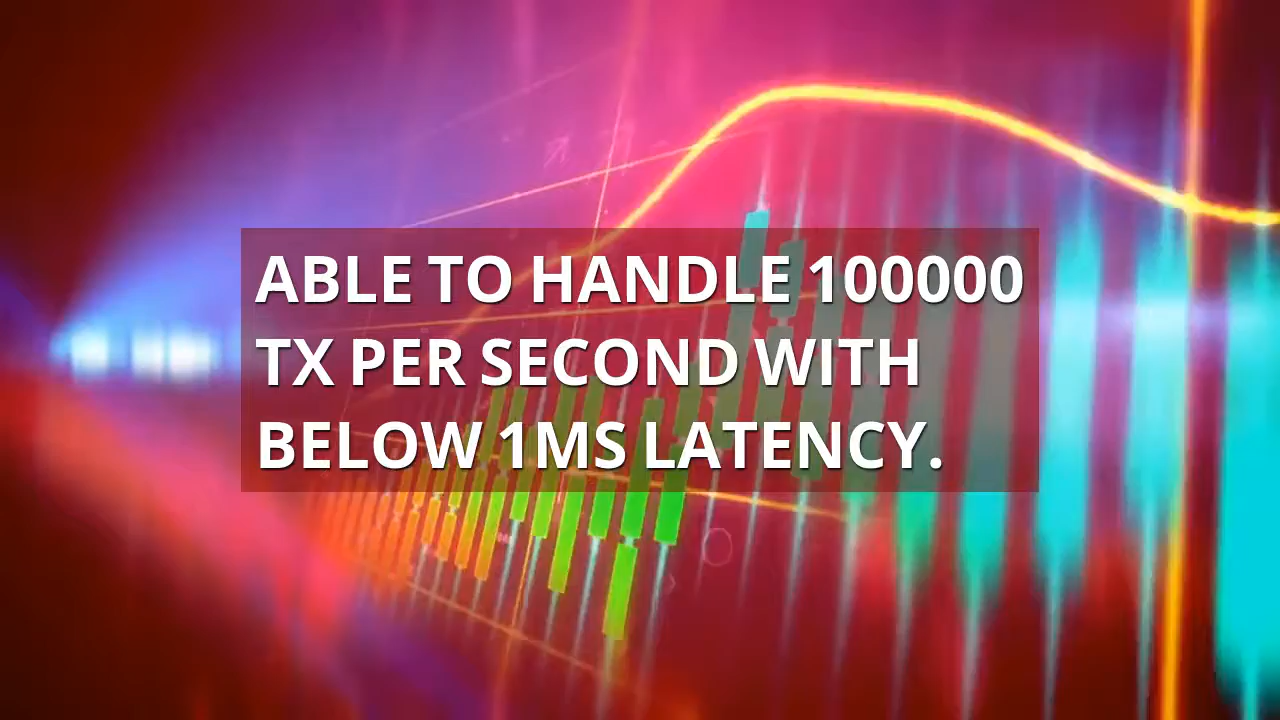 ABLE TO HANDLE 100000
TX PER SECOND WITH
BELOW 1MS LATENCY.